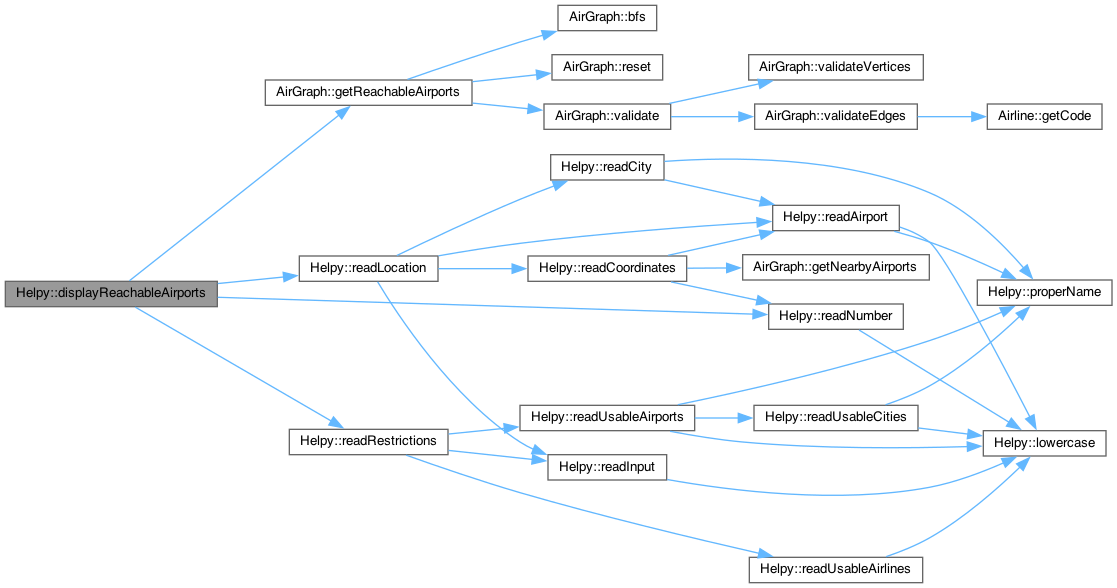 AirGraph::bfs
AirGraph::reset
AirGraph::validateVertices
AirGraph::getReachableAirports
AirGraph::validate
AirGraph::validateEdges
Airline::getCode
Helpy::readCity
Helpy::readAirport
Helpy::readLocation
Helpy::readCoordinates
AirGraph::getNearbyAirports
Helpy::displayReachableAirports
Helpy::properName
Helpy::readNumber
Helpy::readUsableAirports
Helpy::readUsableCities
Helpy::readRestrictions
Helpy::lowercase
Helpy::readInput
Helpy::readUsableAirlines